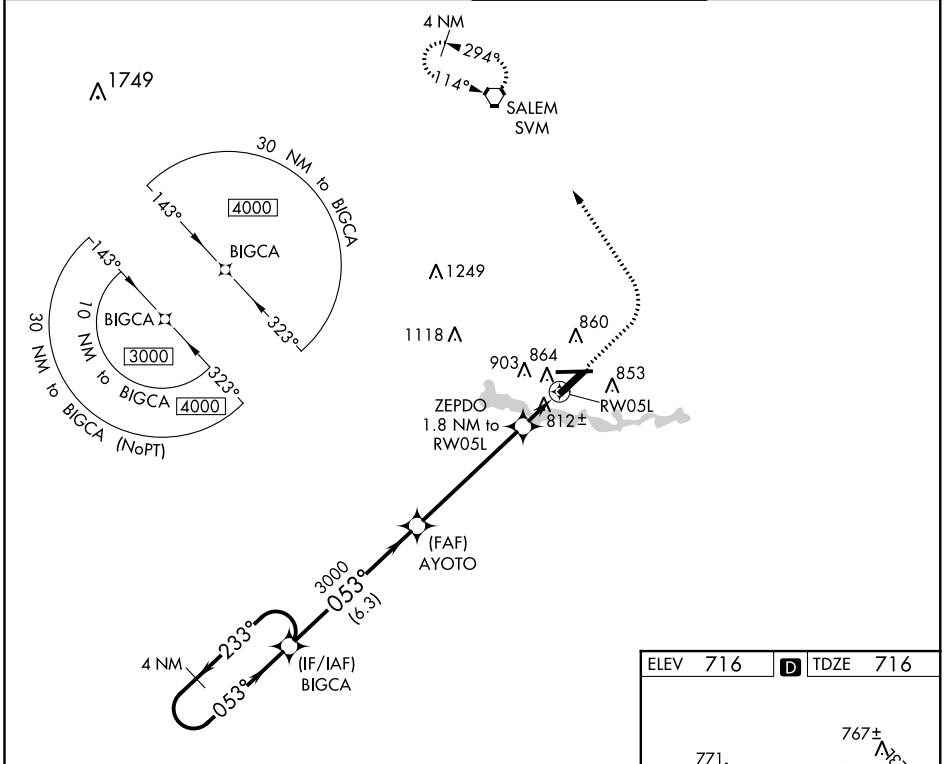 4 NM
294°
114°
SALEM
SVM
1749
30 NM to BIGCA
143°
4000
BIGCA
323°
143°
BIGCA
3000
323°
10 NM to BIGCA
4000
30 NM to BIGCA (NoPT)
1249
1118
860
903
864
853
RW05L
812±
ZEPDO
1.8 NM to
RW05L
(FAF)
AYOTO
3000
053°
(6.3)
4 NM
233°
053°
(IF/IAF)
BIGCA
ELEV 716
D
TDZE 716
767±
771